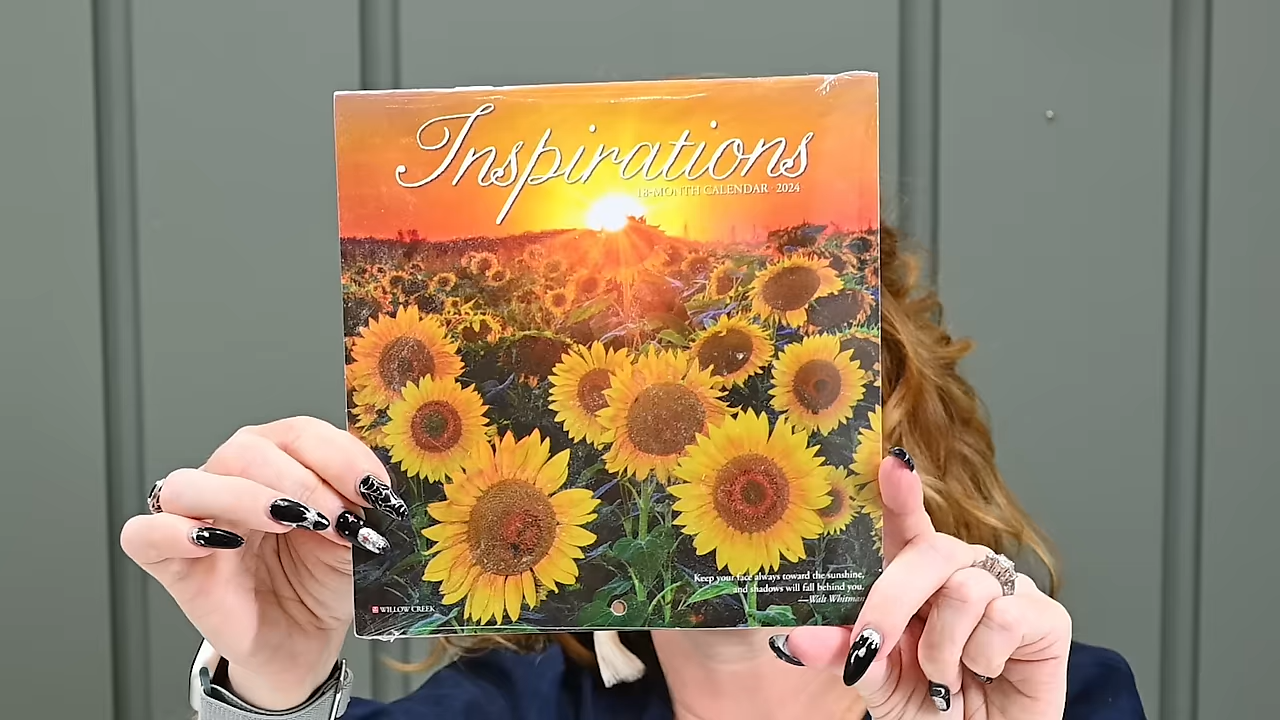 Inspirations
18-MONTH CALENDAR · 2024
Keep your face always toward the sunshine,
and shadows will fall behind you.
—Walt Whitman
WILLOW CREEK